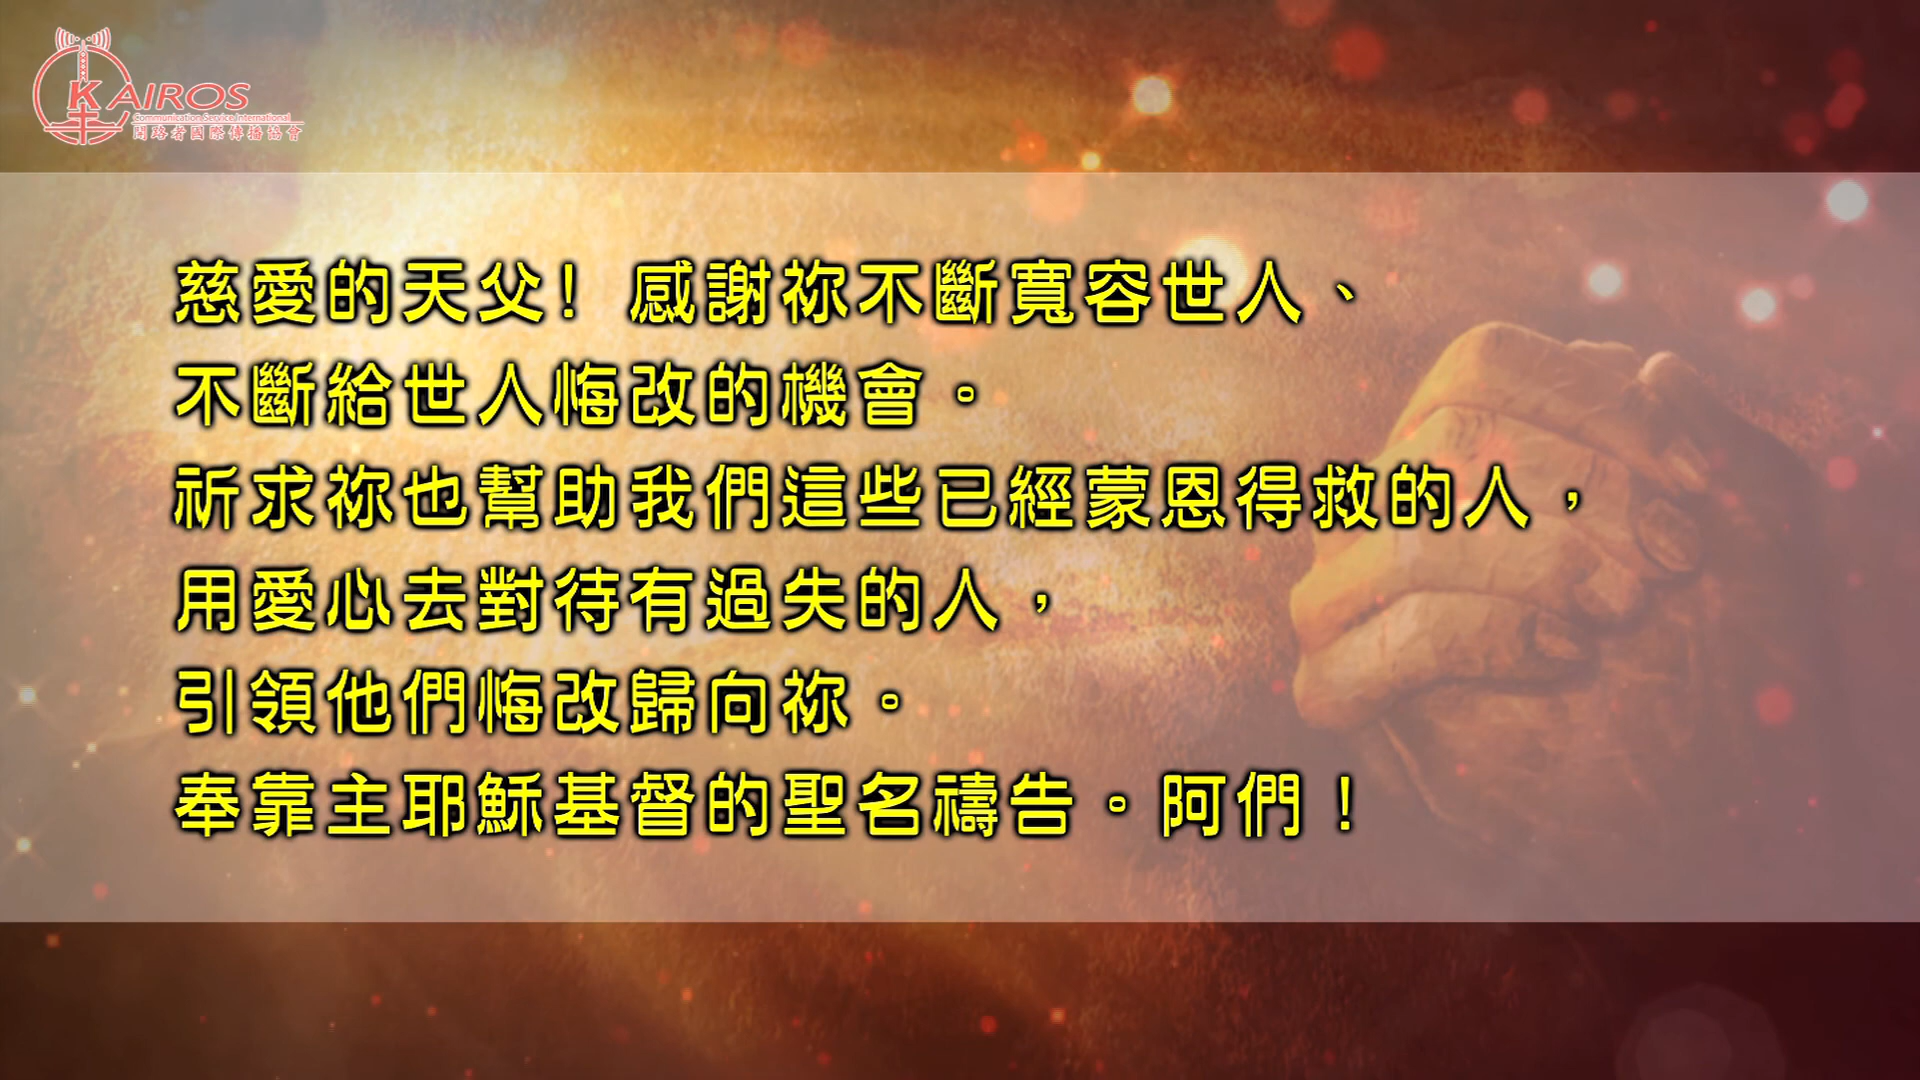 KAIROS
Communication Service International
開路者國際傳播協會
慈愛的天父！感謝祢不斷寬容世人、
不斷給世人悔改的機會。
祈求祢也幫助我們這些已經蒙恩得救的人，
用愛心去對待有過失的人，
引領他們悔改歸向祢。
奉靠主耶穌基督的聖名禱告。阿們！